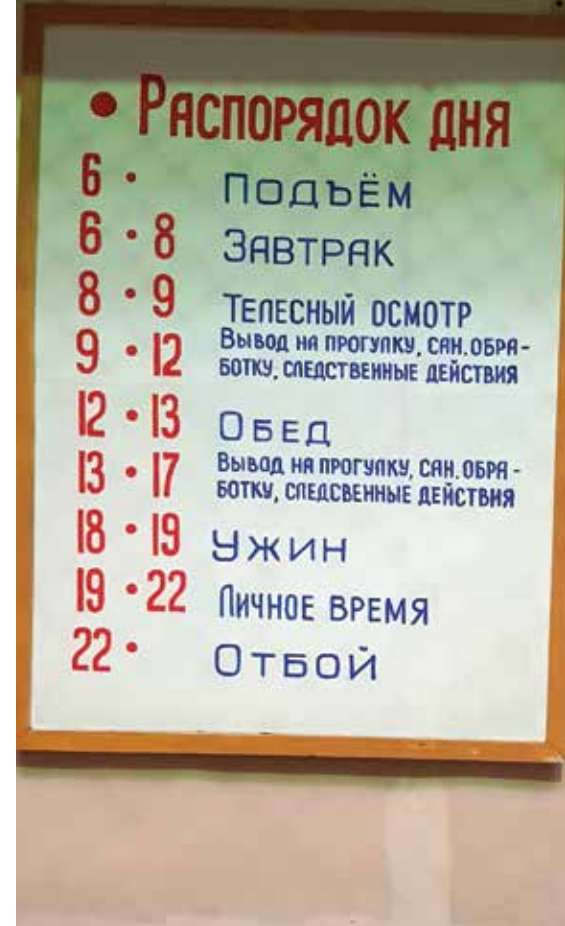 • Распорядок дня
6 • Подъём
6 • 8 Завтрак
8 • 9 Телесный осмотр
9 • 12 Вывод на прогулку, сан. обра-
ботку, следственные действия
12 • 13 Обед
13 • 17 Вывод на прогулку, сан. обра-
ботку, следсвенные действия
18 • 19 Ужин
19 • 22 Личное время
22 • Отбой